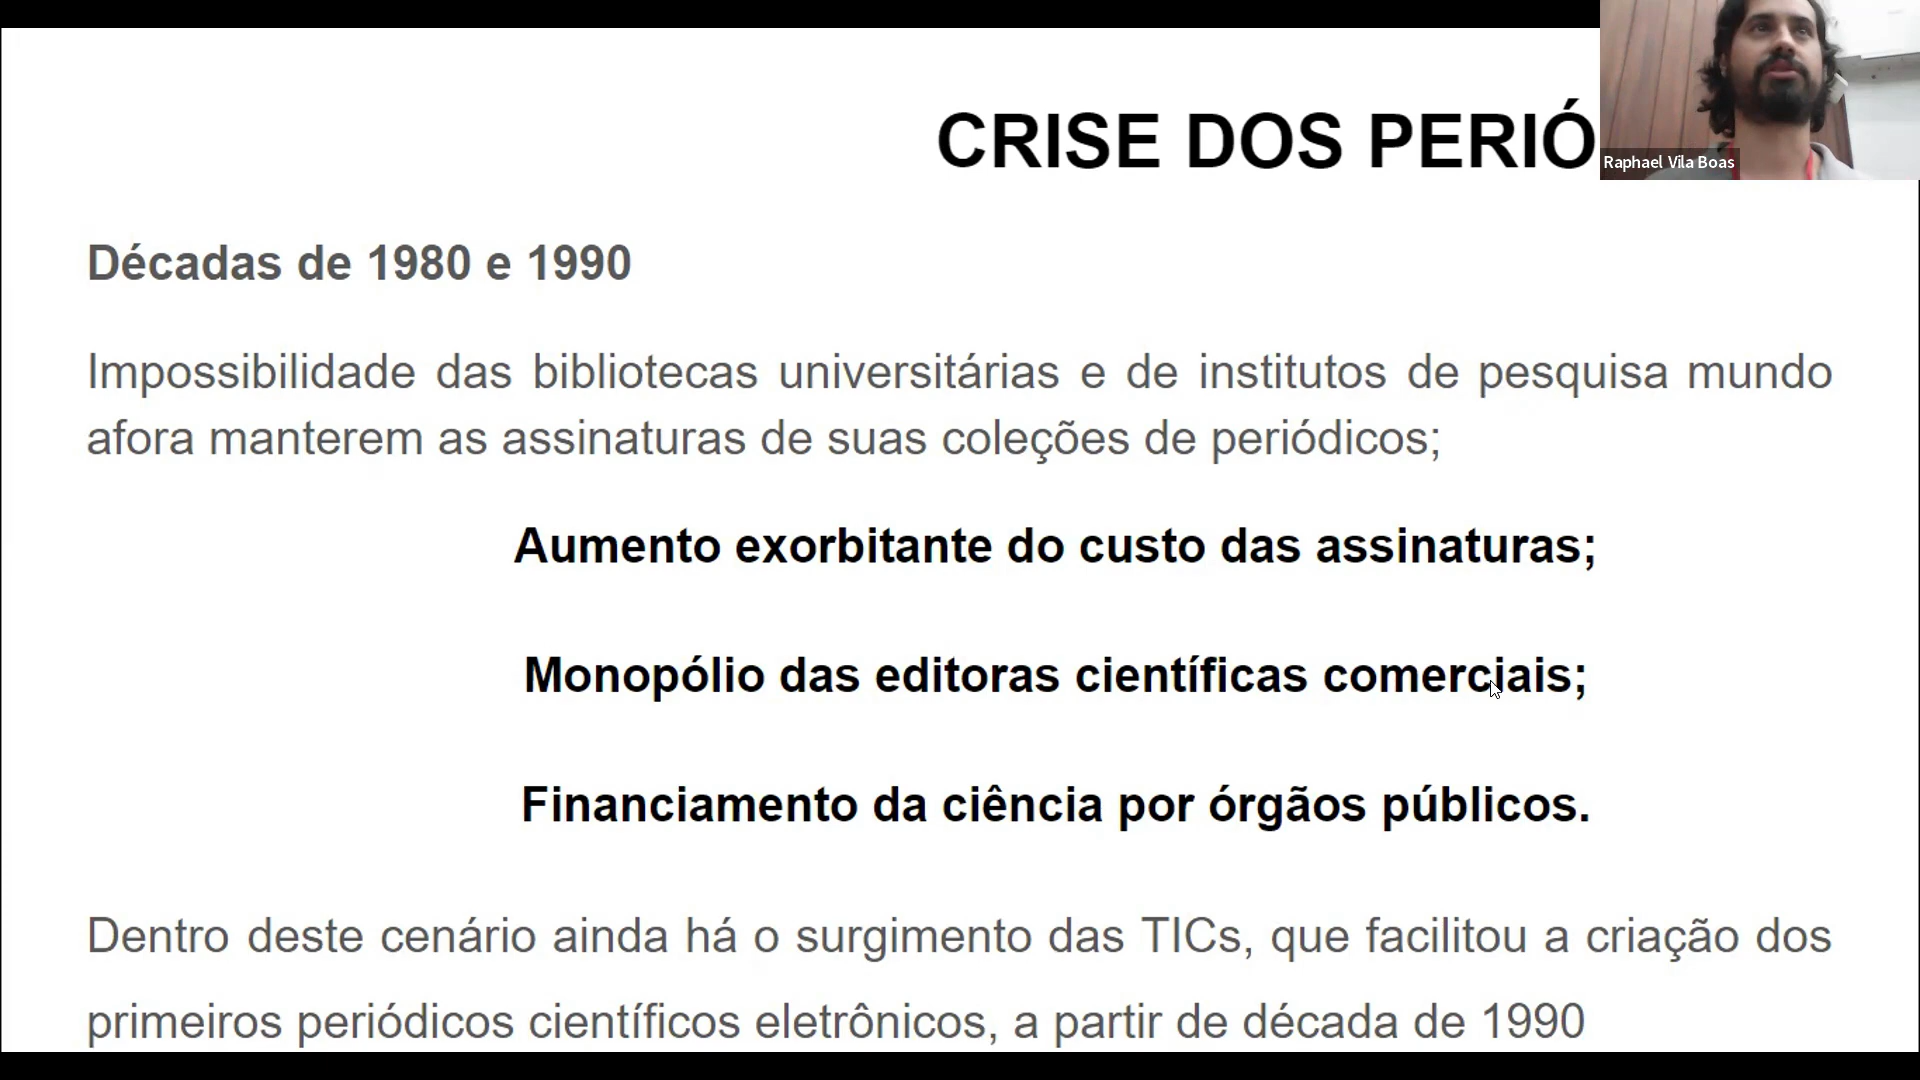 CRISE DOS PERIÓ
Raphael Vila Boas
Décadas de 1980 e 1990
Impossibilidade das bibliotecas universitárias e de institutos de pesquisa mundo
afora manterem as assinaturas de suas coleções de periódicos;
Aumento exorbitante do custo das assinaturas;
Monopólio das editoras científicas comerciais;
Financiamento da ciência por órgãos públicos.
Dentro deste cenário ainda há o surgimento das TICs, que facilitou a criação dos
primeiros periódicos científicos eletrônicos, a partir de década de 1990